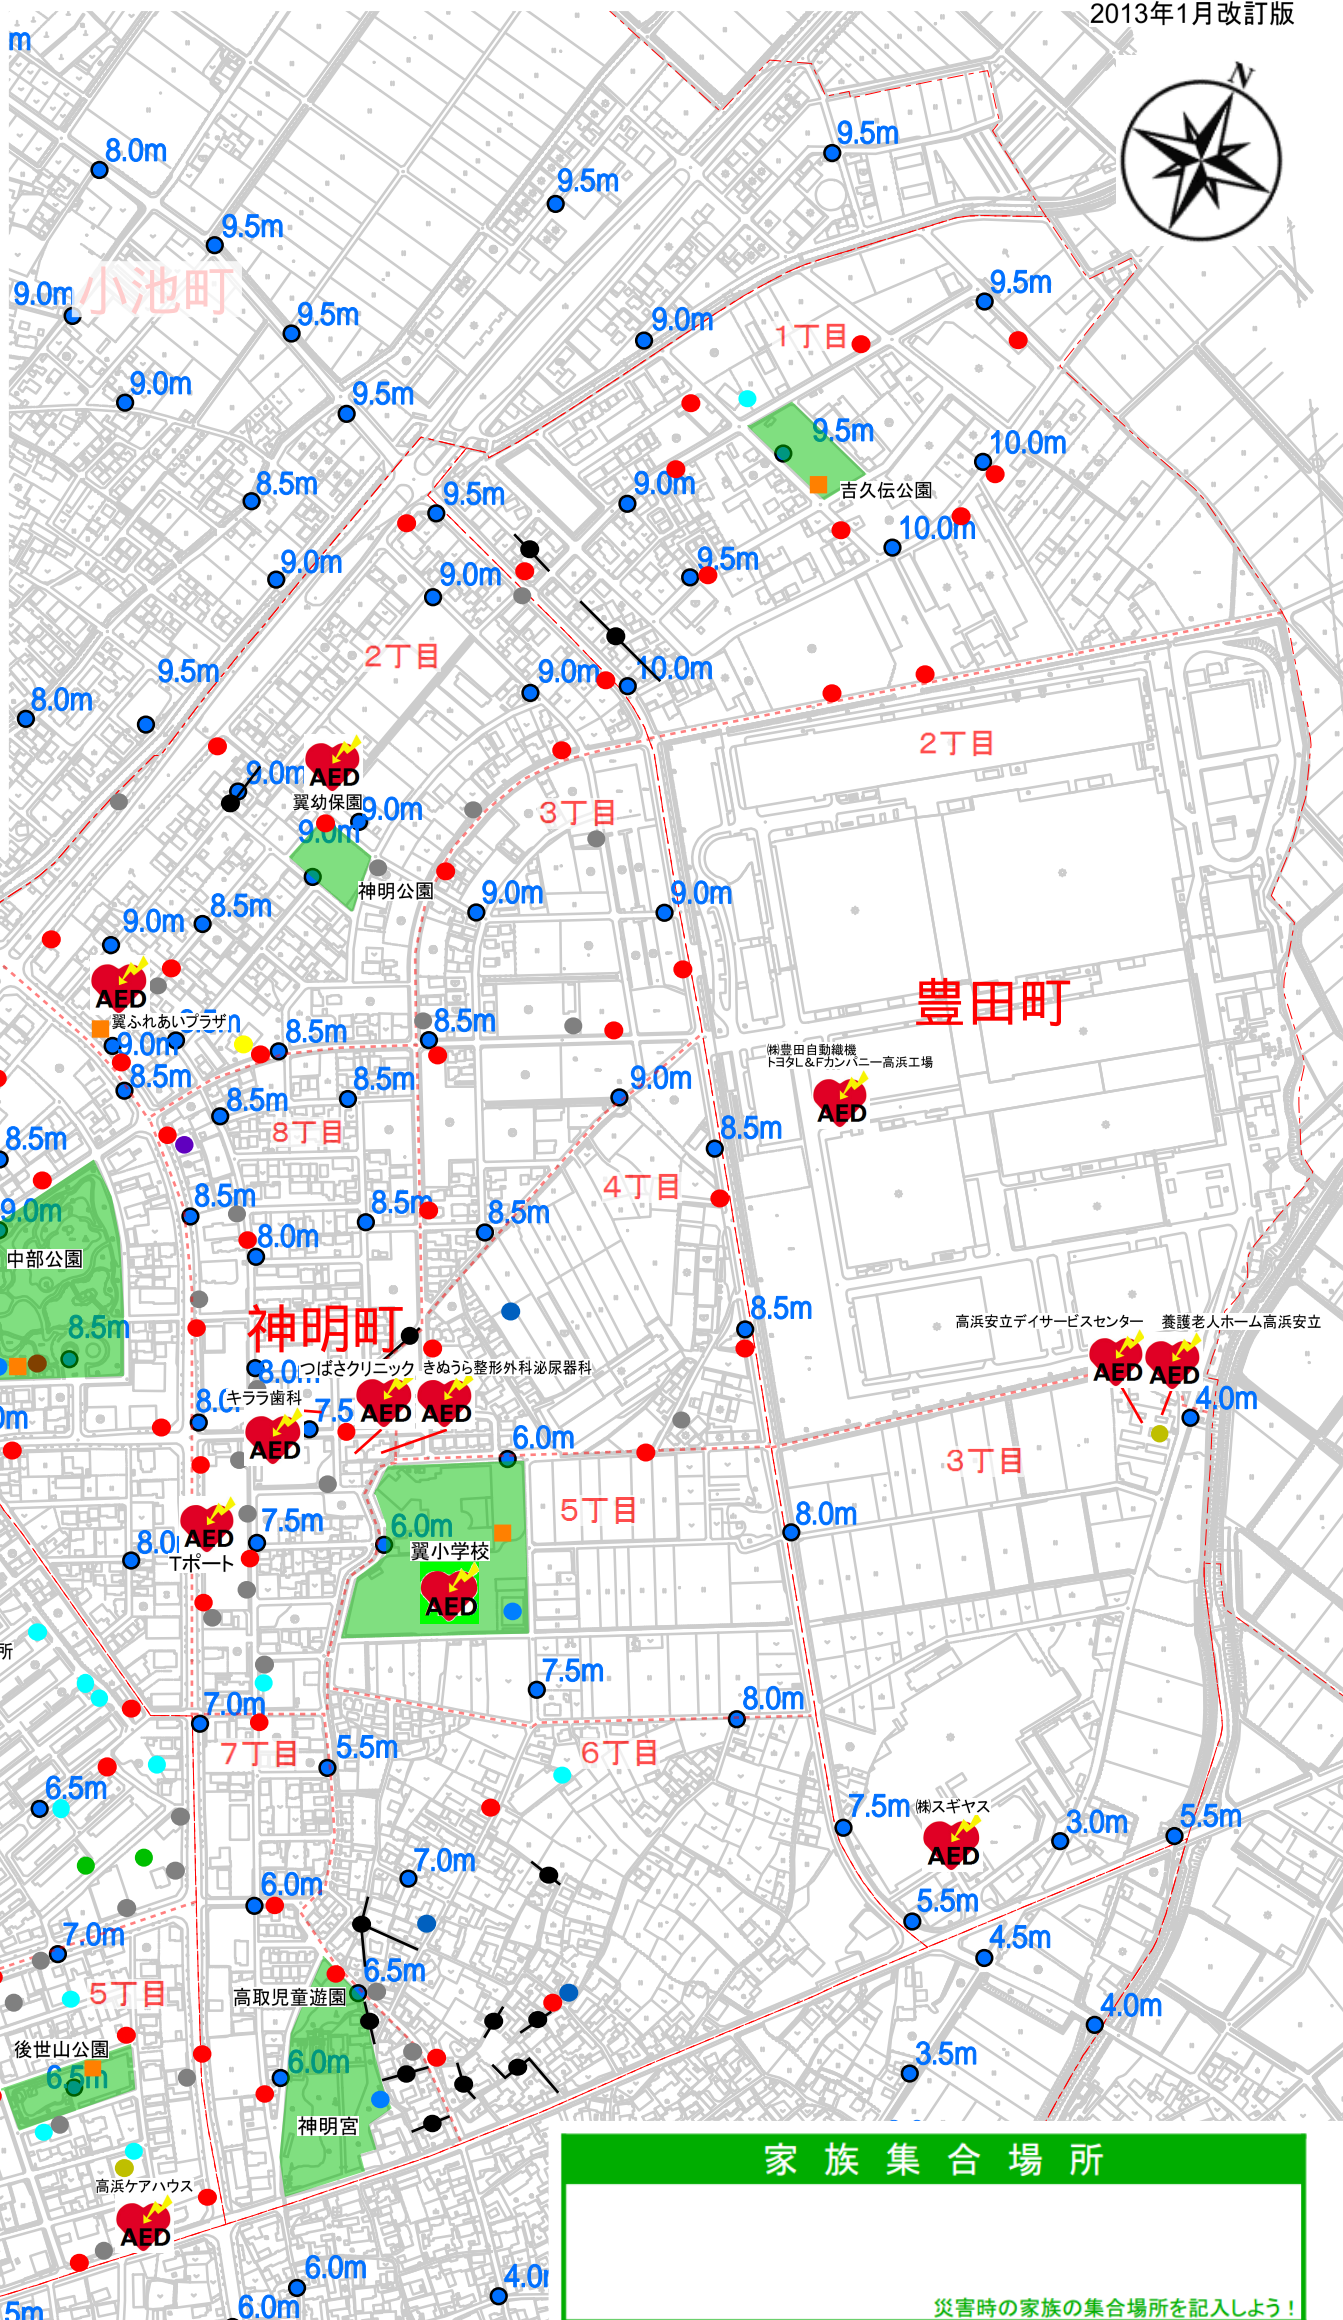 2013年1月改訂版
m
N
9.5m
8.0m
9.5m
9.5m
9.5m
小池町
9.0m
9.5m
9.0m
1丁目
9.0m
9.5m
9.5m
10.0m
8.5m
9.5m
9.0m
吉久伝公園
10.0m
9.0m
9.0m
9.5m
2丁目
9.5m
9.0m
10.0m
8.0m
2丁目
AED
9.0m
翼幼保園
9.0m
9.0m
3丁目
神明公園
9.0m
9.0m
8.5m
9.0m
AED
豊田町
翼ふれあいプラザ
8.5m
9.0m
8.5m
㈱豊田自動織機
トヨタL&Fカンパニー高浜工場
AED
8.5m
8.5m
9.0m
8.5m
8丁目
8.5m
8.5m
4丁目
9.0m
8.5m
8.5m
8.5m
8.0m
中部公園
8.5m
神明町
8.5m
高浜安立デイサービスセンター
養護老人ホーム高浜安立
AED
AED
つばさクリニック
きぬうら整形外科泌尿器科
8.0m
キララ歯科
AED
AED
AED
7.5
4.0m
0m
6.0m
3丁目
5丁目
8.0m
AED
Tポート
7.5m
6.0m
翼小学校
AED
8.0
所
7.5m
7.0m
8.0m
7丁目
5.5m
6丁目
6.5m
7.5m
㈱スギヤス
AED
3.0m
5.5m
7.0m
6.0m
5.5m
7.0m
4.5m
6.5m
5丁目
高取児童遊園
4.0m
後世山公園
6.5m
6.0m
3.5m
神明宮
高浜ケアハウス
AED
家族集合場所
6.0m
4.0
6.0m
5m
災害時の家族の集合場所を記入しよう！